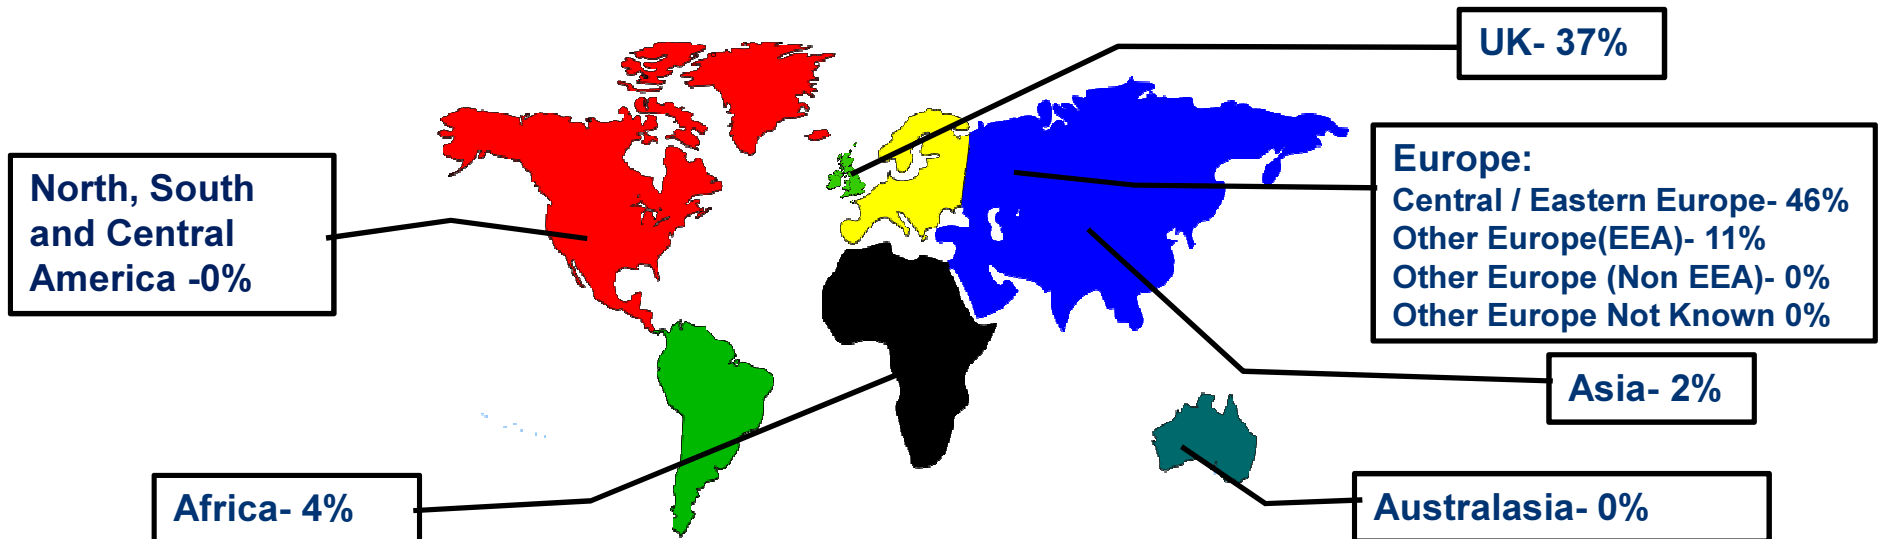 UK- 37%
North, South
and Central
America -0%
Europe:
Central / Eastern Europe- 46%
Other Europe(EEA)- 11%
Other Europe (Non EEA)- 0%
Other Europe Not Known 0%
Asia- 2%
Africa- 4%
Australasia- 0%